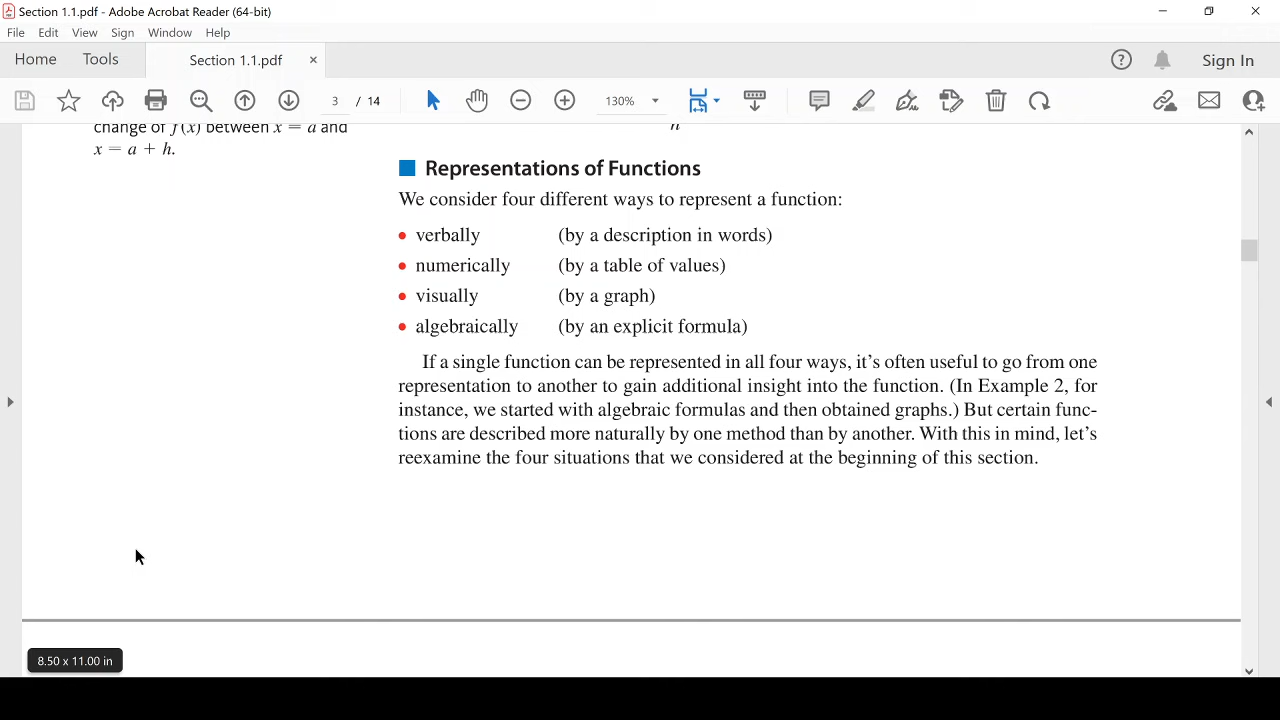 Section 1.1.pdf - Adobe Acrobat Reader (64-bit)
File Edit View Sign Window Help
Home Tools Section 1.1.pdf × Sign In
3 / 14 130%
change of f(x) between x = a and
x = a + h.
h
Representations of Functions
We consider four different ways to represent a function:
• verbally (by a description in words)
• numerically (by a table of values)
• visually (by a graph)
• algebraically (by an explicit formula)
If a single function can be represented in all four ways, it's often useful to go from one
representation to another to gain additional insight into the function. (In Example 2, for
instance, we started with algebraic formulas and then obtained graphs.) But certain func-
tions are described more naturally by one method than by another. With this in mind, let's
reexamine the four situations that we considered at the beginning of this section.
8.50 x 11.00 in